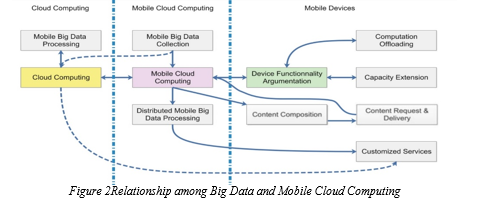 Cloud Computing
Mobile Cloud Computing
Mobile Devices
Mobile Big Data
Processing
Mobile Big Data
Collection
Computation
Offloading
Cloud Computing
Mobile Cloud
Computing
Device Functionnality
Argumentation
Capacity Extension
Distributed Mobile Big
Data Processing
Content Composition
Content Request &
Delivery
Customized Services
Figure 2Relationship among Big Data and Mobile Cloud Computing